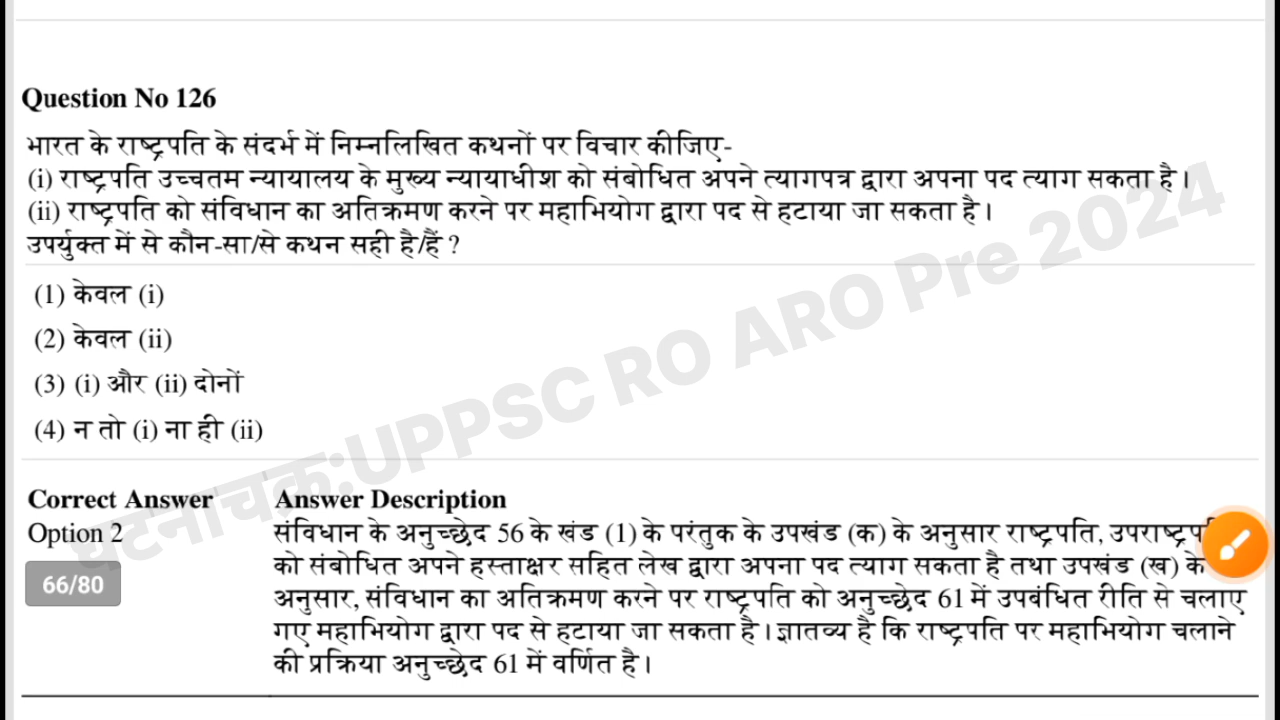 Question No 126
भारत के राष्ट्रपति के संदर्भ में निम्नलिखित कथनों पर विचार कीजिए-
(i) राष्ट्रपति उच्चतम न्यायालय के मुख्य न्यायाधीश को संबोधित अपने त्यागपत्र द्वारा अपना पद त्याग सकता है।
(ii) राष्ट्रपति को संविधान का अतिक्रमण करने पर महाभियोग द्वारा पद से हटाया जा सकता है।
उपर्युक्त में से कौन-सा/से कथन सही है/हैं ?
(1) केवल (i)
(2) केवल (ii)
(3) (i) और (ii) दोनों
(4) न तो (i) ना ही (ii)
घटनाचक्र:UPPSC RO ARO Pre 2024
Correct Answer Answer Description
Option 2 संविधान के अनुच्छेद 56 के खंड (1) के परंतुक के उपखंड (क) के अनुसार राष्ट्रपति,
को संबोधित अपने हस्ताक्षर सहित लेख द्वारा अपना पद त्याग सकता है तथा उपखंड (ख) के
66/80
अनुसार, संविधान का अतिक्रमण करने पर राष्ट्रपति को अनुच्छेद 61 में उपबंधित रीति से चलाए
गए महाभियोग द्वारा पद से हटाया जा सकता है। ज्ञातव्य है कि राष्ट्रपति पर महाभियोग चलाने
की प्रक्रिया अनुच्छेद 61 में वर्णित है।